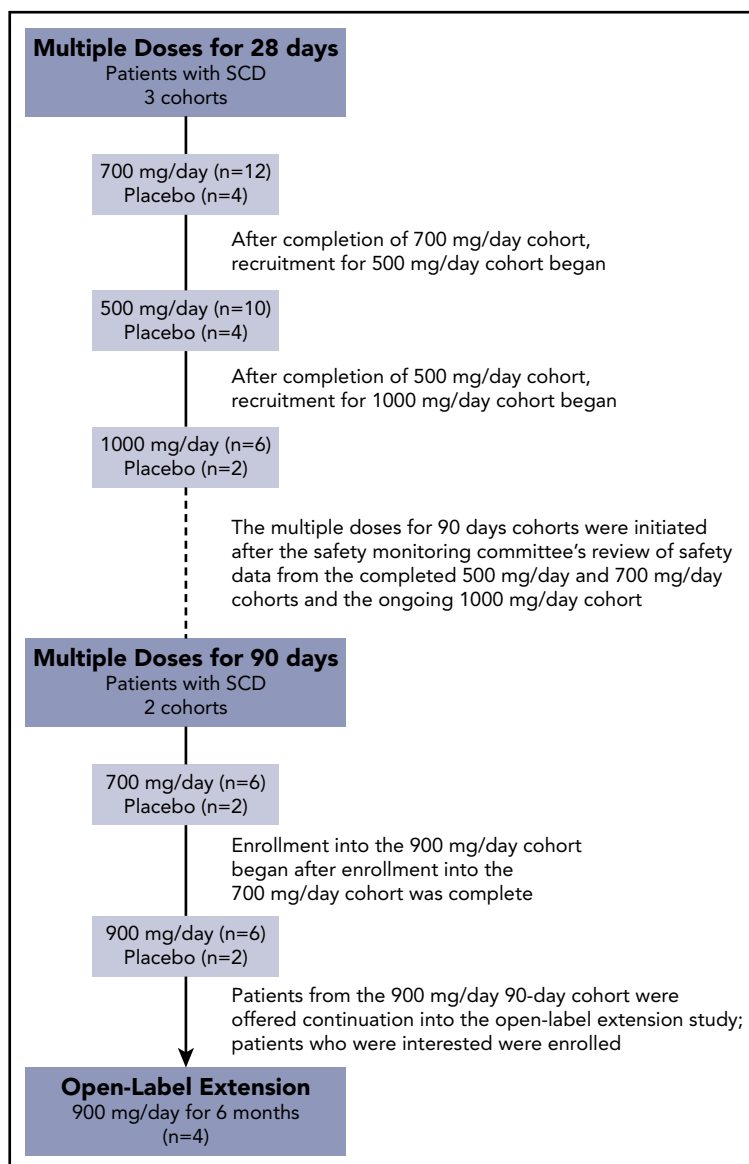 Multiple Doses for 28 days
Patients with SCD
3 cohorts
700 mg/day (n=12)
Placebo (n=4)
After completion of 700 mg/day cohort,
recruitment for 500 mg/day cohort began
500 mg/day (n=10)
Placebo (n=4)
After completion of 500 mg/day cohort,
recruitment for 1000 mg/day cohort began
1000 mg/day (n=6)
Placebo (n=2)
The multiple doses for 90 days cohorts were initiated
after the safety monitoring committee's review of safety
data from the completed 500 mg/day and 700 mg/day
cohorts and the ongoing 1000 mg/day cohort
Multiple Doses for 90 days
Patients with SCD
2 cohorts
700 mg/day (n=6)
Placebo (n=2)
Enrollment into the 900 mg/day cohort
began after enrollment into the
700 mg/day cohort was complete
900 mg/day (n=6)
Placebo (n=2)
Patients from the 900 mg/day 90-day cohort were
offered continuation into the open-label extension study;
patients who were interested were enrolled
Open-Label Extension
900 mg/day for 6 months
(n=4)